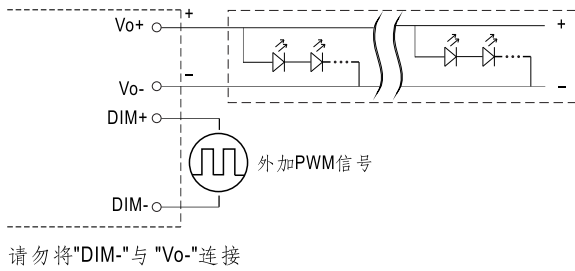 Vo+
+
+
Vo-
−
−
DIM+
外加PWM信号
DIM-
请勿将"DIM-"与 "Vo-"连接